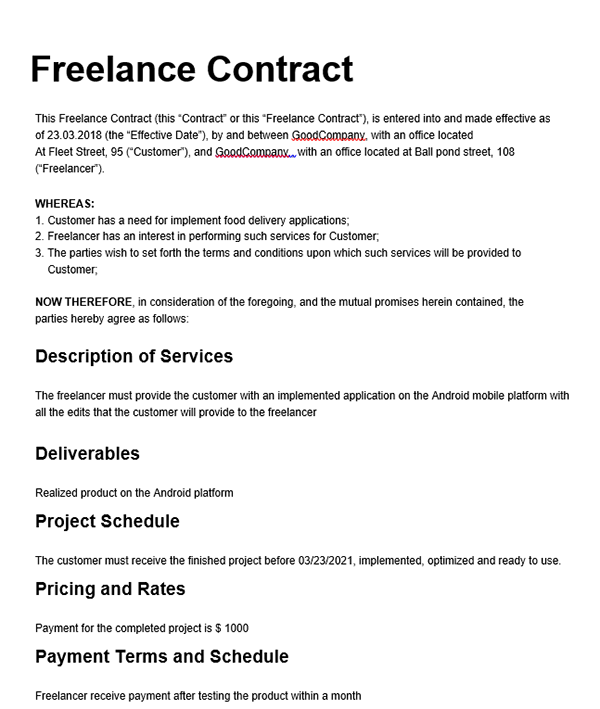 Freelance Contract
This Freelance Contract (this “Contract” or this “Freelance Contract”), is entered into and made effective as
of 23.03.2018 (the “Effective Date”), by and between GoodCompany, with an office located
At Fleet Street, 95 (“Customer”), and GoodCompany, , with an office located at Ball pond street, 108
(“Freelancer”).
WHEREAS:
1. Customer has a need for implement food delivery applications;
2. Freelancer has an interest in performing such services for Customer;
3. The parties wish to set forth the terms and conditions upon which such services will be provided to
Customer;
NOW THEREFORE, in consideration of the foregoing, and the mutual promises herein contained, the
parties hereby agree as follows:
Description of Services
The freelancer must provide the customer with an implemented application on the Android mobile platform with
all the edits that the customer will provide to the freelancer
Deliverables
Realized product on the Android platform
Project Schedule
The customer must receive the finished project before 03/23/2021, implemented, optimized and ready to use.
Pricing and Rates
Payment for the completed project is $ 1000
Payment Terms and Schedule
Freelancer receive payment after testing the product within a month